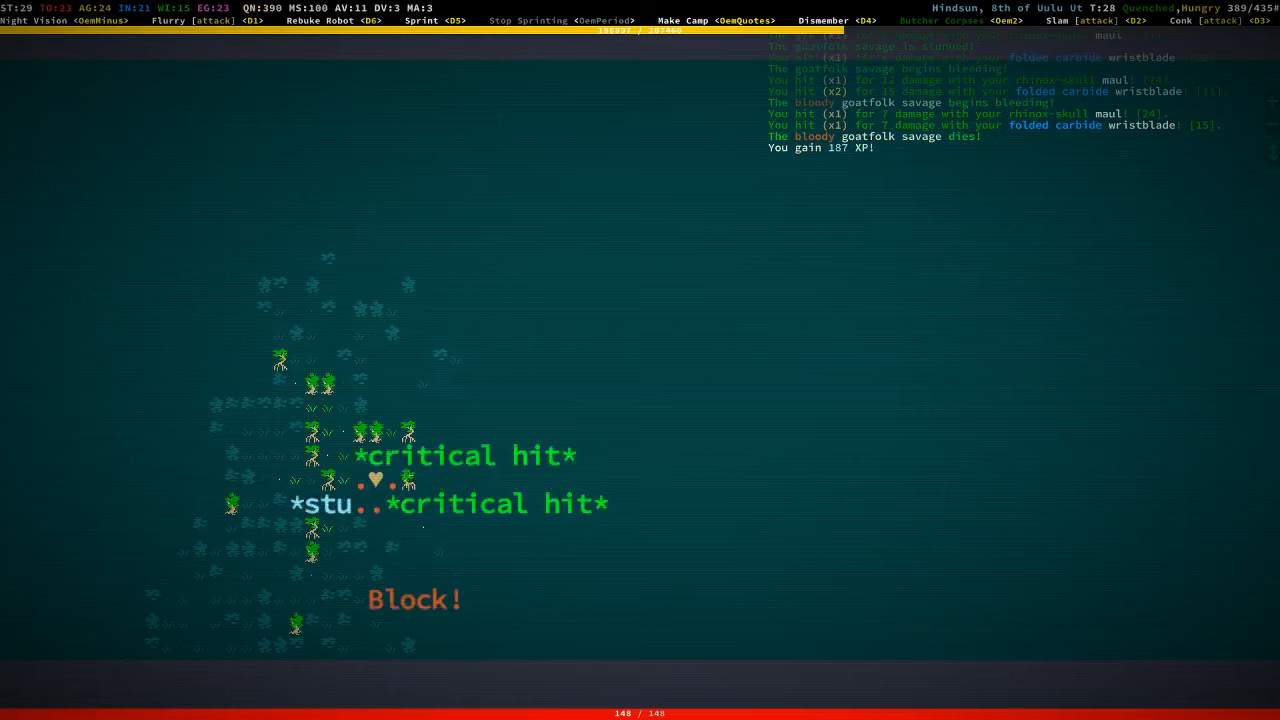 ST:29 TO:23 AG:24 IN:21 WI:15 EG:23 QN:390 MS:100 AV:11 DV:3 MA:3 Hindsun, 8th of Uulu Ut T:28 Quenched,Hungry 389/435#
Night Vision <OemMinus> Flurry [attack] <D1> Rebuke Robot <D6> Sprint <D5> Stop Sprinting <OemPeriod> Make Camp <OemQuotes> Dismember <D4> Butcher Corpses <Oem2> Slam [attack] <D2> Conk [attack] <D3>
The goatfolk savage is stunned!
The goatfolk savage begins bleeding!
You hit (x1) for 12 damage with your rhinox-skull maul! [24]
You hit (x2) for 15 damage with your folded carbide wristblade! [11].
The bloody goatfolk savage begins bleeding!
You hit (x1) for 7 damage with your rhinox-skull maul! [24].
You hit (x1) for 7 damage with your folded carbide wristblade! [15].
The bloody goatfolk savage dies!
You gain 187 XP!
*critical hit*
*stu
*critical hit*
Block!
148 / 148